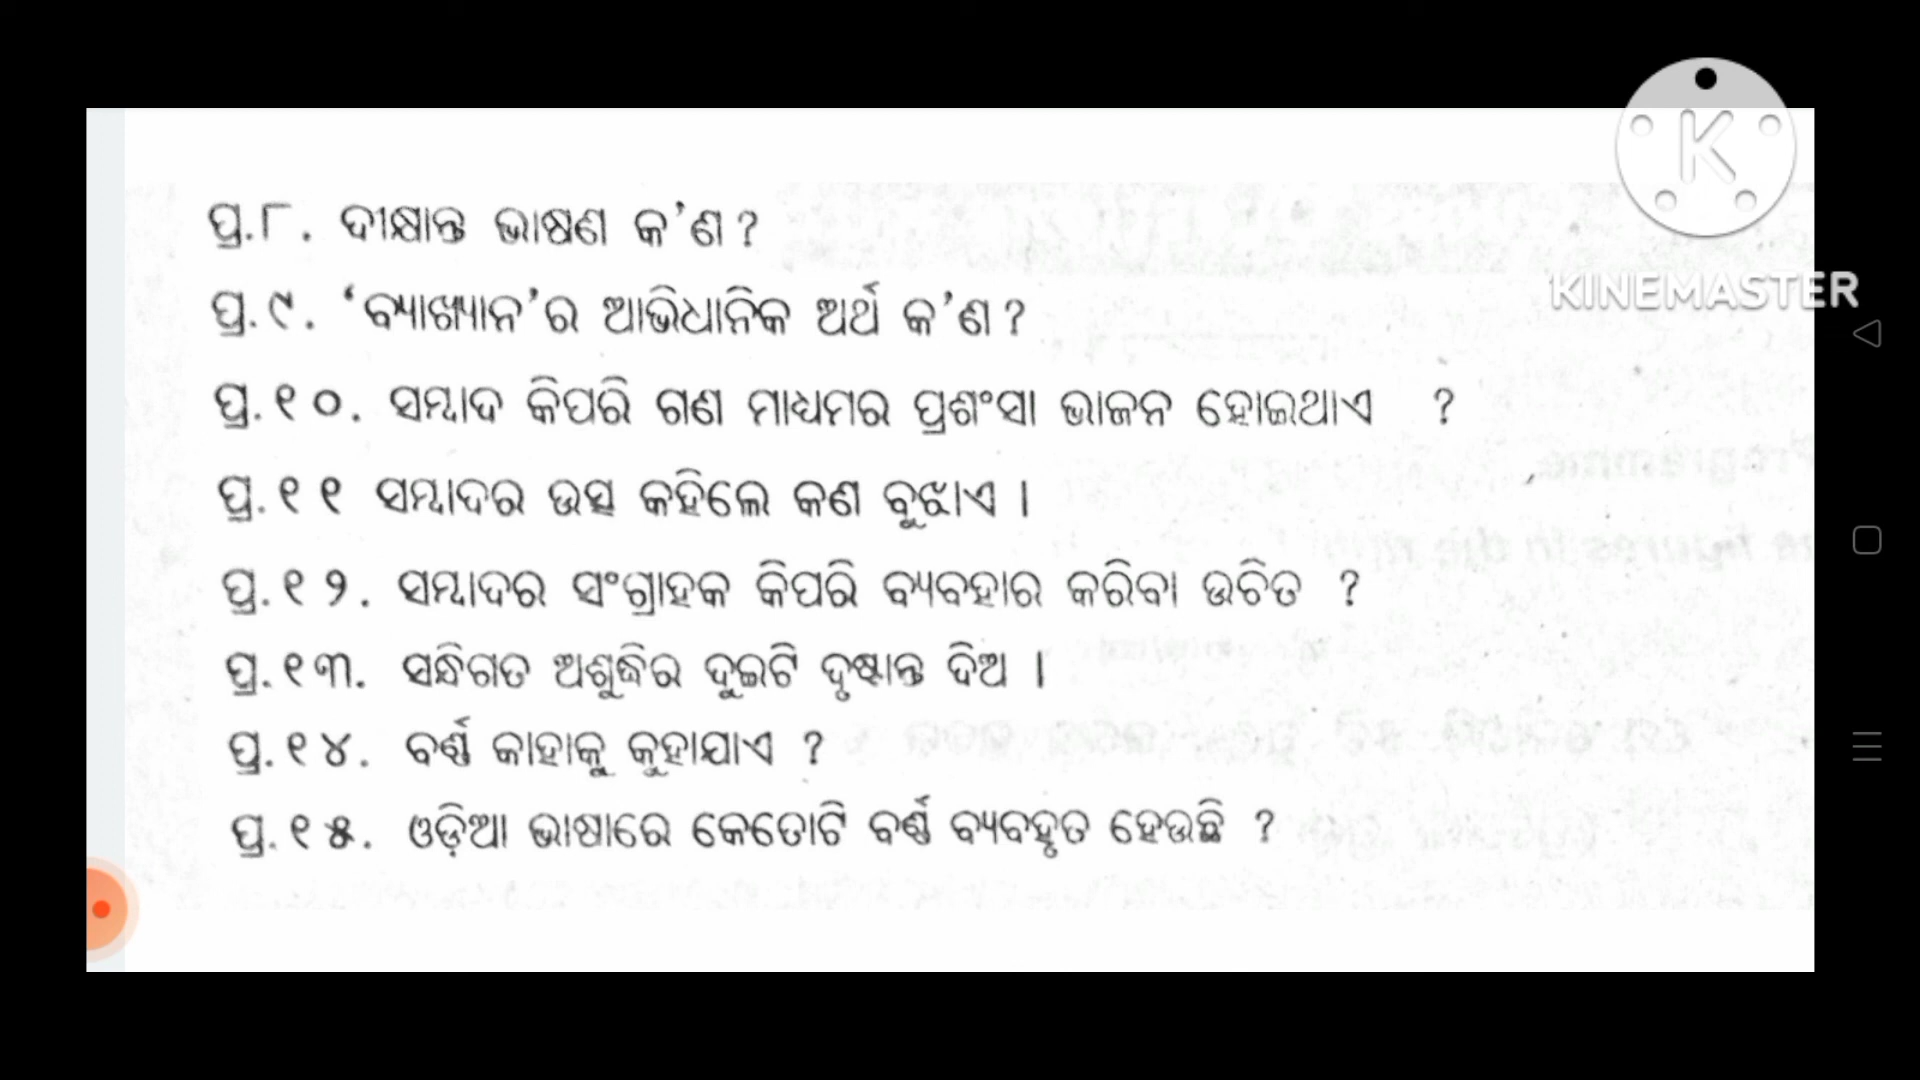 ପ୍ର.୮. ଦୀକ୍ଷାନ୍ତ ଭାଷଣ କ’ଣ ?
ପ୍ର.୯. ‘ବ୍ୟାଖ୍ୟାନ’ର ଆଭିଧାନିକ ଅର୍ଥ କ’ଣ ?
ପ୍ର.୧୦. ସମ୍ବାଦ କିପରି ଗଣ ମାଧ୍ୟମର ପ୍ରଶଂସା ଭାଜନ ହୋଇଥାଏ ?
ପ୍ର.୧୧ ସମ୍ବାଦର ଉତ୍ସ କହିଲେ କଣ ବୁଝାଏ ।
ପ୍ର.୧୨. ସମ୍ବାଦର ସଂଗ୍ରାହକ କିପରି ବ୍ୟବହାର କରିବା ଉଚିତ ?
ପ୍ର.୧୩. ସନ୍ଧିଗତ ଅଶୁଦ୍ଧିର ଦୁଇଟି ଦୃଷ୍ଟାନ୍ତ ଦିଅ ।
ପ୍ର.୧୪. ବର୍ଣ୍ଣ କାହାକୁ କୁହାଯାଏ ?
ପ୍ର.୧୫. ଓଡ଼ିଆ ଭାଷାରେ କେତୋଟି ବର୍ଣ୍ଣ ବ୍ୟବହୃତ ହେଉଛି ?
K
KINEMASTER